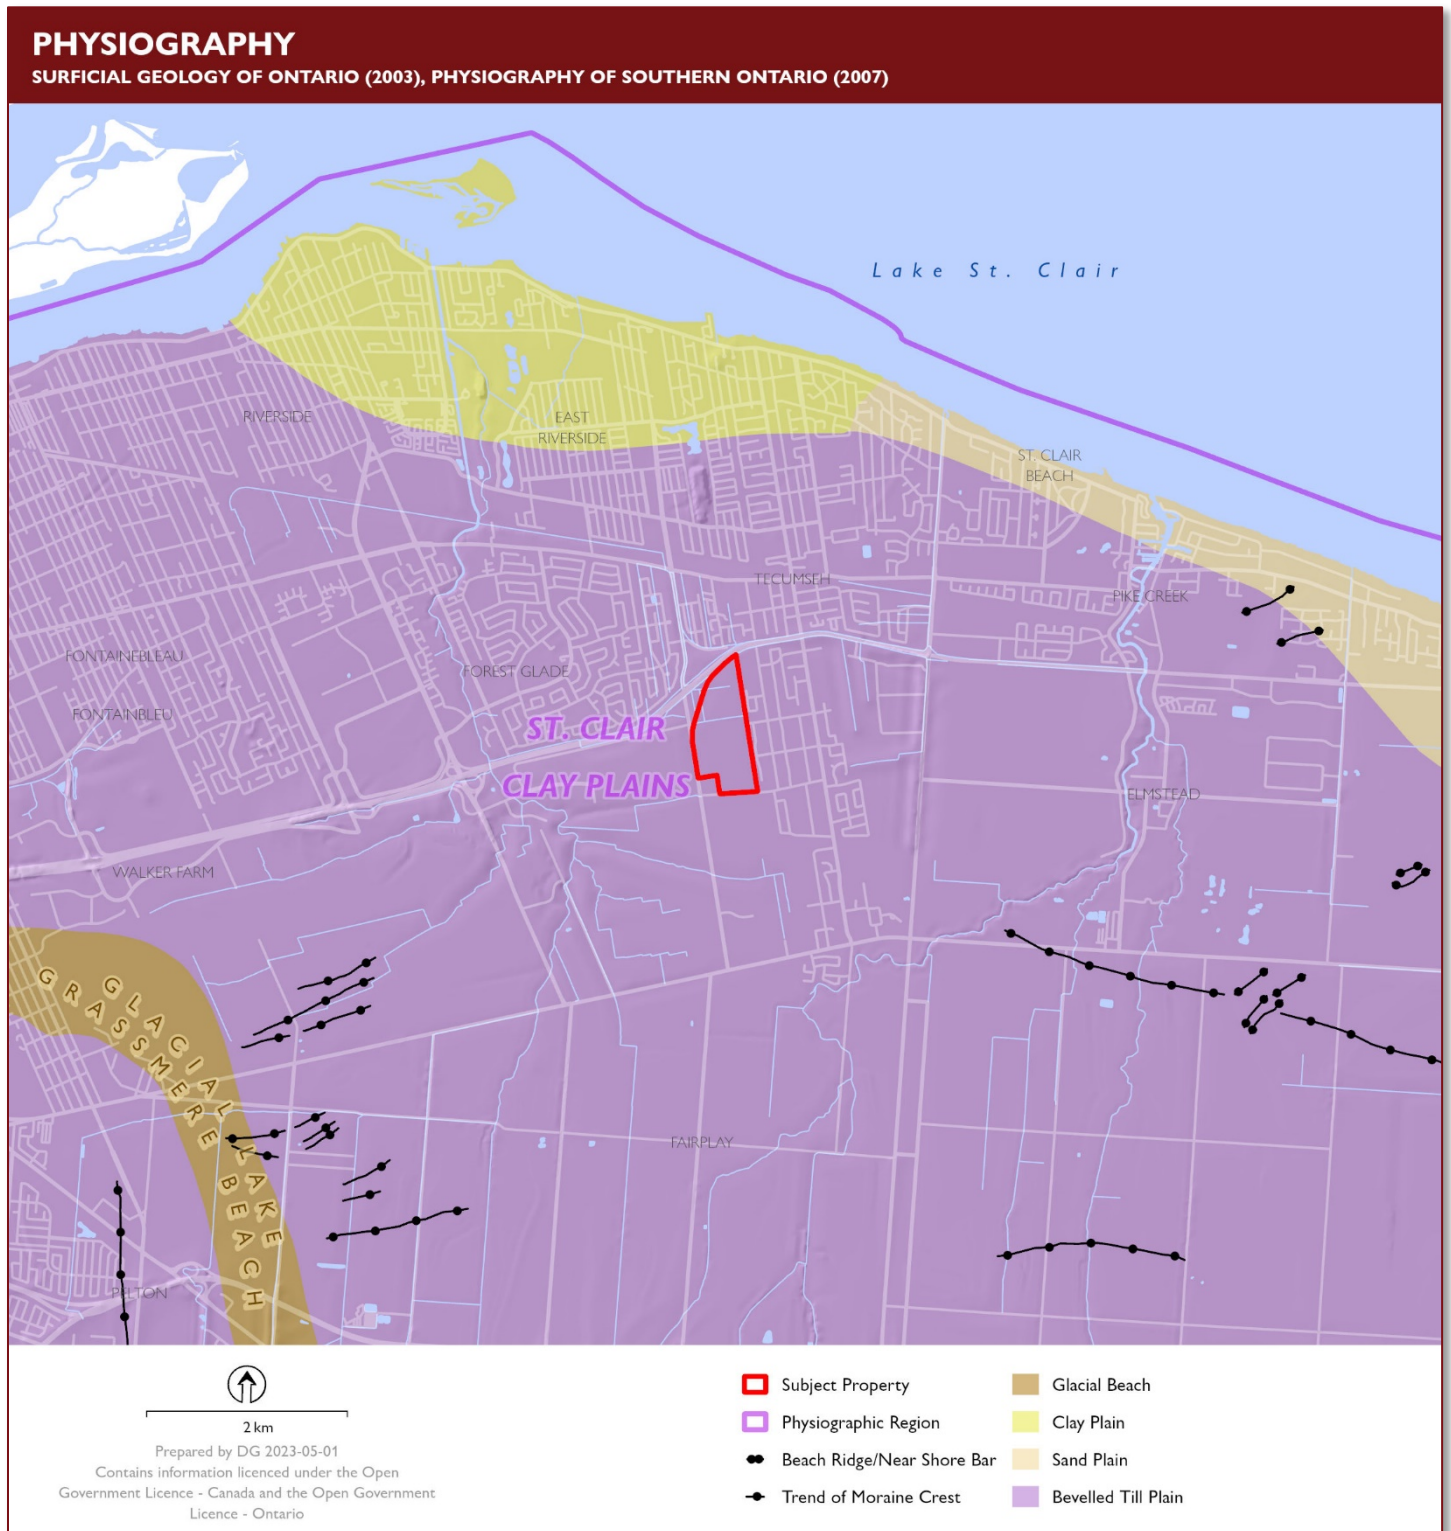 PHYSIOGRAPHY
SURFICIAL GEOLOGY OF ONTARIO (2003), PHYSIOGRAPHY OF SOUTHERN ONTARIO (2007)
Lake St. Clair
RIVERSIDE
EAST
RIVERSIDE
ST. CLAIR
BEACH
TECUMSEH
PIKE CREEK
FONTAINEBLEAU
FOREST GLADE
FONTAINBLEU
ST. CLAIR
CLAY PLAINS
ELMSTEAD
WALKER FARM
GLACIAL LAKE
GRASSMERE BEACH
FAIRPLAY
PELTON
2 km
Prepared by DG 2023-05-01
Contains information licenced under the Open
Government Licence - Canada and the Open Government
Licence - Ontario
Subject Property
Physiographic Region
Beach Ridge/Near Shore Bar
Trend of Moraine Crest
Glacial Beach
Clay Plain
Sand Plain
Bevelled Till Plain